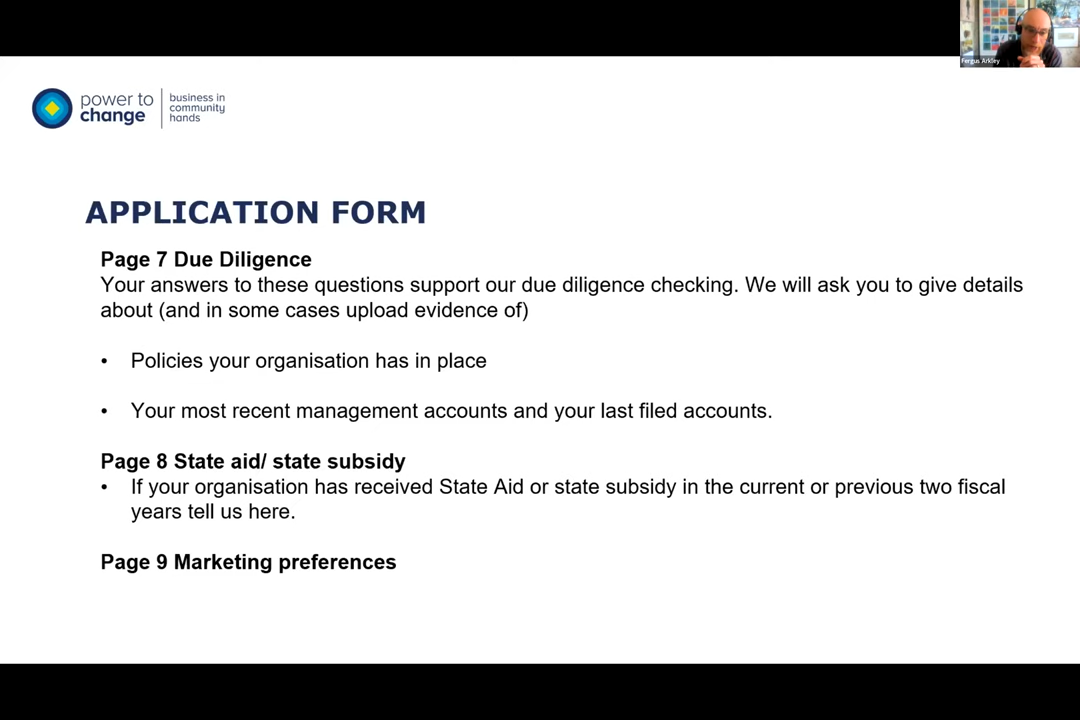 Fergus Arkley
power to
change
business in
community
hands
APPLICATION FORM
Page 7 Due Diligence
Your answers to these questions support our due diligence checking. We will ask you to give details
about (and in some cases upload evidence of)
• Policies your organisation has in place
• Your most recent management accounts and your last filed accounts.
Page 8 State aid/ state subsidy
• If your organisation has received State Aid or state subsidy in the current or previous two fiscal
years tell us here.
Page 9 Marketing preferences